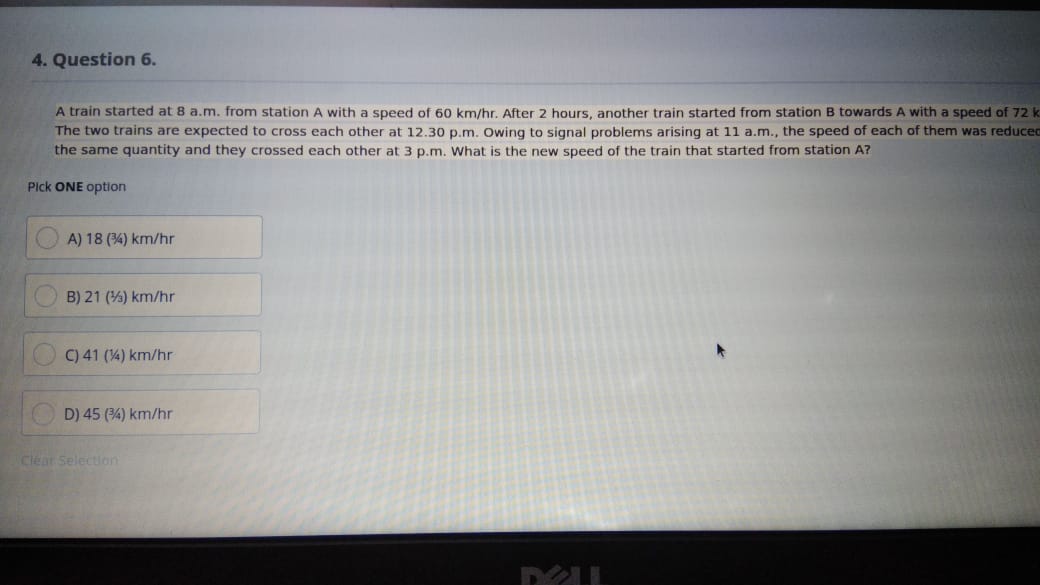 4. Question 6.
A train started at 8 a.m. from station A with a speed of 60 km/hr. After 2 hours, another train started from station B towards A with a speed of 72 k
The two trains are expected to cross each other at 12.30 p.m. Owing to signal problems arising at 11 a.m., the speed of each of them was reduced
the same quantity and they crossed each other at 3 p.m. What is the new speed of the train that started from station A?
Pick ONE option
A) 18 (¾) km/hr
B) 21 (⅓) km/hr
C) 41 (¼) km/hr
D) 45 (¾) km/hr
Clear Selection
DELL